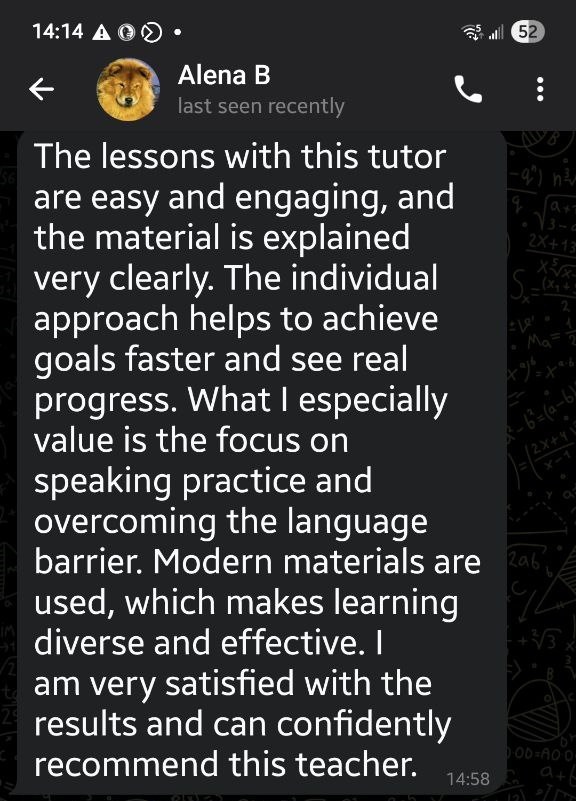 14:14
52
Alena B
last seen recently
The lessons with this tutor
are easy and engaging, and
the material is explained
very clearly. The individual
approach helps to achieve
goals faster and see real
progress. What I especially
value is the focus on
speaking practice and
overcoming the language
barrier. Modern materials are
used, which makes learning
diverse and effective. I
am very satisfied with the
results and can confidently
recommend this teacher.
14:58